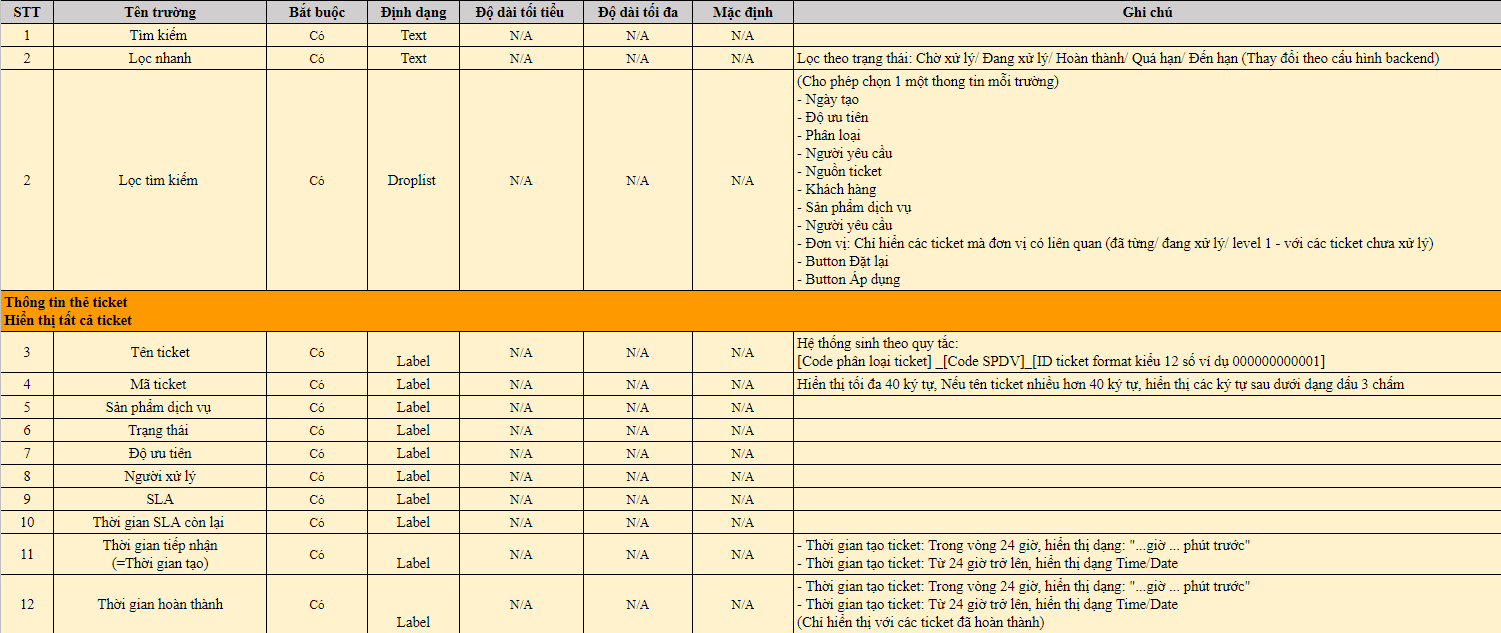 STT Tên trường Bắt buộc Định dạng Độ dài tối tiểu Độ dài tối đa Mặc định Ghi chú
1 Tìm kiếm Có Text N/A N/A N/A
2 Lọc nhanh Có Text N/A N/A N/A Lọc theo trạng thái: Chờ xử lý/ Đang xử lý/ Hoàn thành/ Quá hạn/ Đến hạn (Thay đổi theo cấu hình backend)
2 Lọc tìm kiếm Có Droplist N/A N/A N/A (Cho phép chọn 1 một thong tin mỗi trường)
- Ngày tạo
- Độ ưu tiên
- Phân loại
- Người yêu cầu
- Nguồn ticket
- Khách hàng
- Sản phẩm dịch vụ
- Người yêu cầu
- Đơn vị: Chỉ hiển các ticket mà đơn vị có liên quan (đã từng/ đang xử lý/ level 1 - với các ticket chưa xử lý)
- Button Đặt lại
- Button Áp dụng
Thông tin thẻ ticket
Hiển thị tất cả ticket
3 Tên ticket Có Label N/A N/A N/A Hệ thống sinh theo quy tắc:
[Code phân loại ticket] _[Code SPDV]_[ID ticket format kiểu 12 số ví dụ 000000000001]
4 Mã ticket Có Label N/A N/A N/A Hiển thị tối đa 40 ký tự, Nếu tên ticket nhiều hơn 40 ký tự, hiển thị các ký tự sau dưới dạng dấu 3 chấm
5 Sản phẩm dịch vụ Có Label N/A N/A N/A
6 Trạng thái Có Label N/A N/A N/A
7 Độ ưu tiên Có Label N/A N/A N/A
8 Người xử lý Có Label N/A N/A N/A
9 SLA Có Label N/A N/A N/A
10 Thời gian SLA còn lại Có Label N/A N/A N/A
11 Thời gian tiếp nhận
(=Thời gian tạo) Có Label N/A N/A N/A - Thời gian tạo ticket: Trong vòng 24 giờ, hiển thị dạng: "...giờ ... phút trước"
- Thời gian tạo ticket: Từ 24 giờ trở lên, hiển thị dạng Time/Date
12 Thời gian hoàn thành Có Label N/A N/A N/A - Thời gian tạo ticket: Trong vòng 24 giờ, hiển thị dạng: "...giờ ... phút trước"
- Thời gian tạo ticket: Từ 24 giờ trở lên, hiển thị dạng Time/Date
(Chỉ hiển thị với các ticket đã hoàn thành)